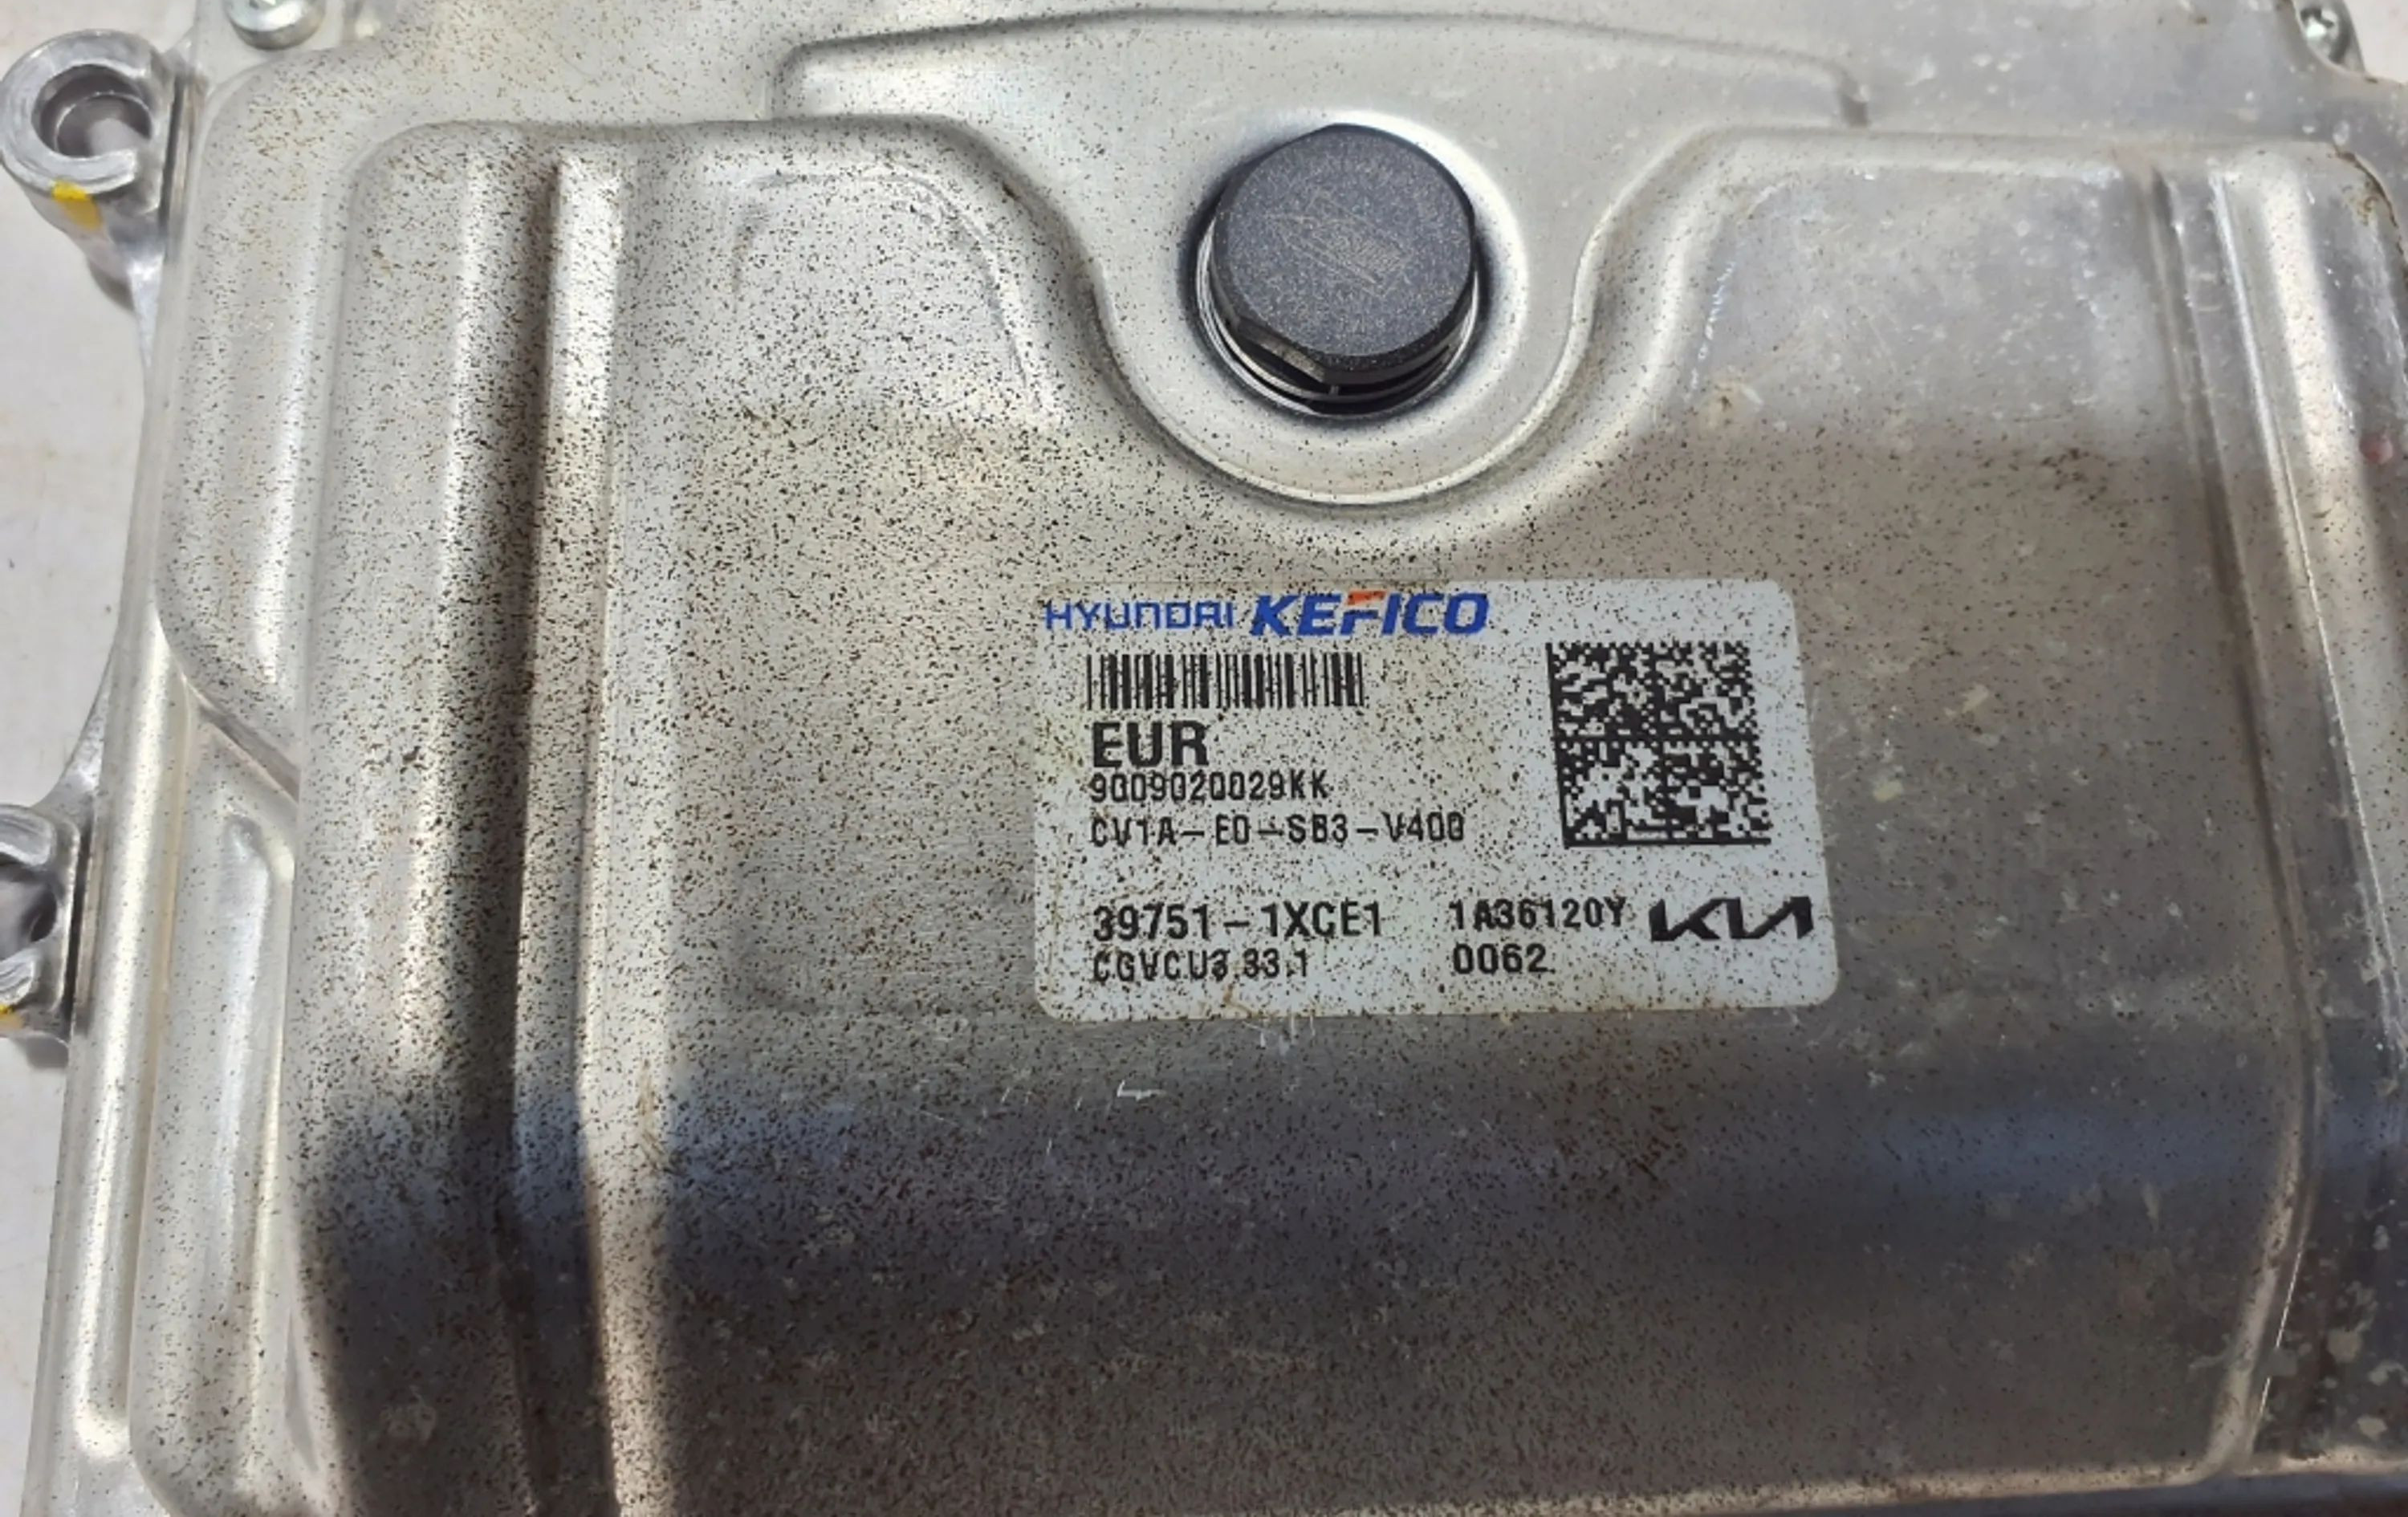 HYUNDAI KEFICO
EUR
9009020029KK
CV1A-E0-SB3-V400
39751-1XCE1 1A36120Y KIA
CGVCU3.33.1 0062